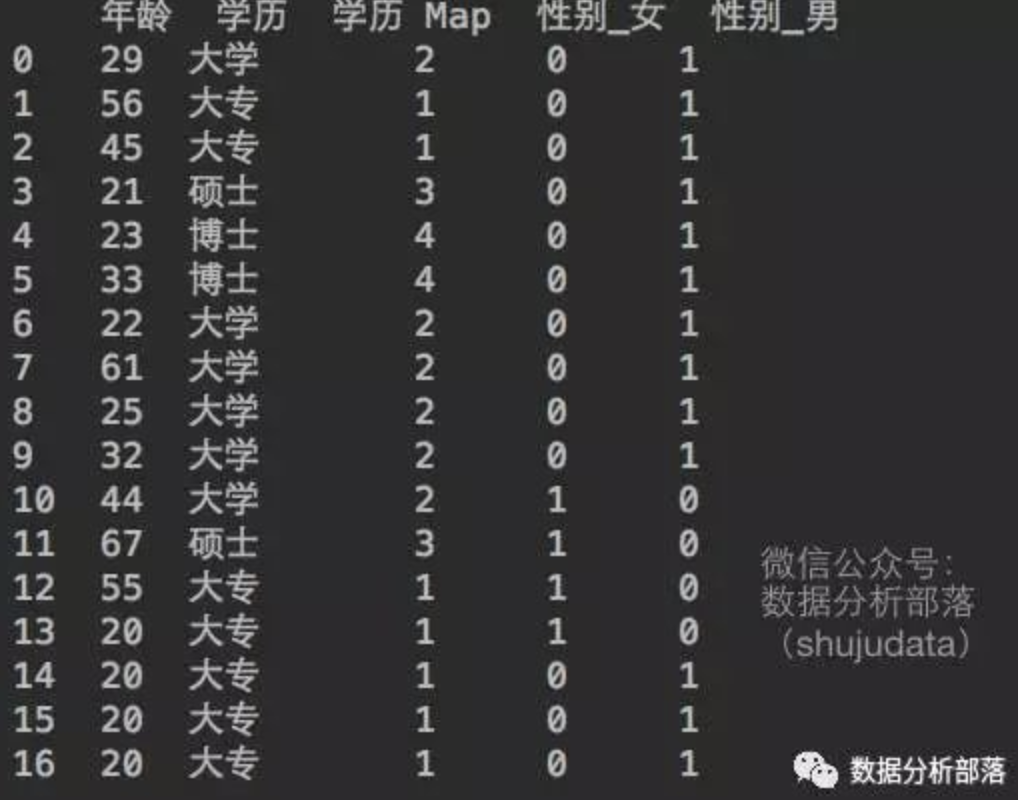 年龄 学历 学历 Map 性别_女 性别_男
0 29 大学 2 0 1
1 56 大专 1 0 1
2 45 大专 1 0 1
3 21 硕士 3 0 1
4 23 博士 4 0 1
5 33 博士 4 0 1
6 22 大学 2 0 1
7 61 大学 2 0 1
8 25 大学 2 0 1
9 32 大学 2 0 1
10 44 大学 2 1 0
11 67 硕士 3 1 0
12 55 大专 1 1 0
13 20 大专 1 1 0
14 20 大专 1 0 1
15 20 大专 1 0 1
16 20 大专 1 0 1
微信公众号：
数据分析部落
（shujudata）
数据分析部落